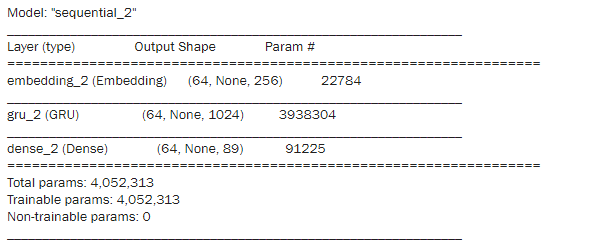 Model: "sequential_2"
_________________________________________________________________
Layer (type) Output Shape Param #
=================================================================
embedding_2 (Embedding) (64, None, 256) 22784
_________________________________________________________________
gru_2 (GRU) (64, None, 1024) 3938304
_________________________________________________________________
dense_2 (Dense) (64, None, 89) 91225
=================================================================
Total params: 4,052,313
Trainable params: 4,052,313
Non-trainable params: 0
_________________________________________________________________